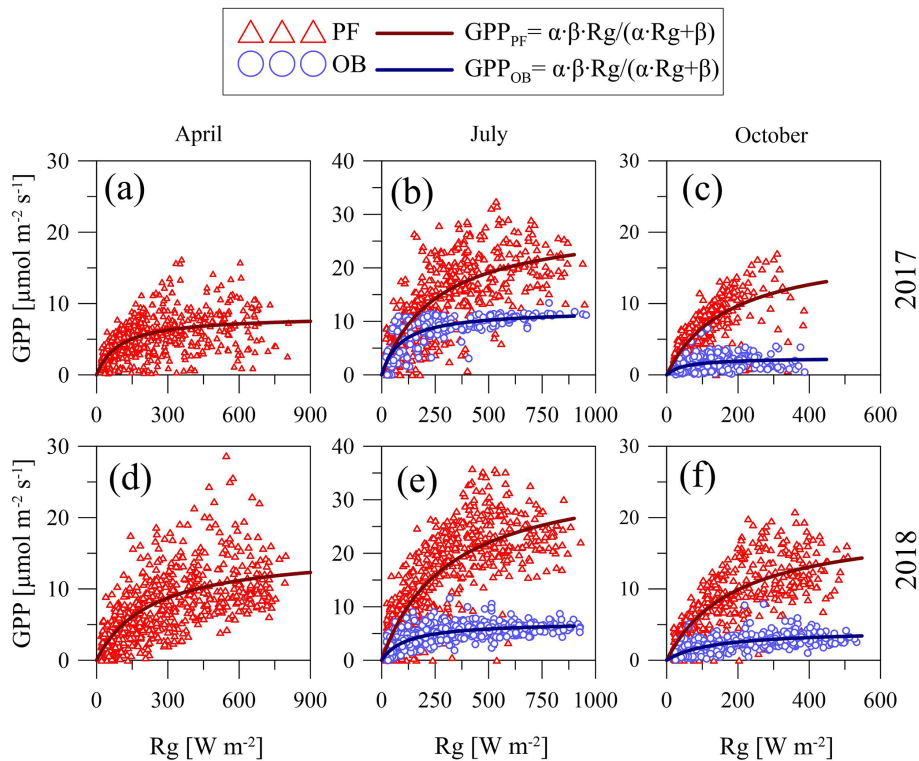 PF GPP_PF= α·β·Rg/(α·Rg+β)
OB GPP_OB= α·β·Rg/(α·Rg+β)
April July October
30 40 30
(a) (b) (c)
30
20 20
20
10 10
10
0 0 0
0 300 600 900 0 250 500 750 1000 0 200 400 600
GPP [µmol m⁻² s⁻¹]
2017
30 40 30
(d) (e) (f)
30
20 20
20
10 10
10
0 0 0
0 300 600 900 0 250 500 750 1000 0 200 400 600
GPP [µmol m⁻² s⁻¹]
2018
Rg [W m⁻²] Rg [W m⁻²] Rg [W m⁻²]